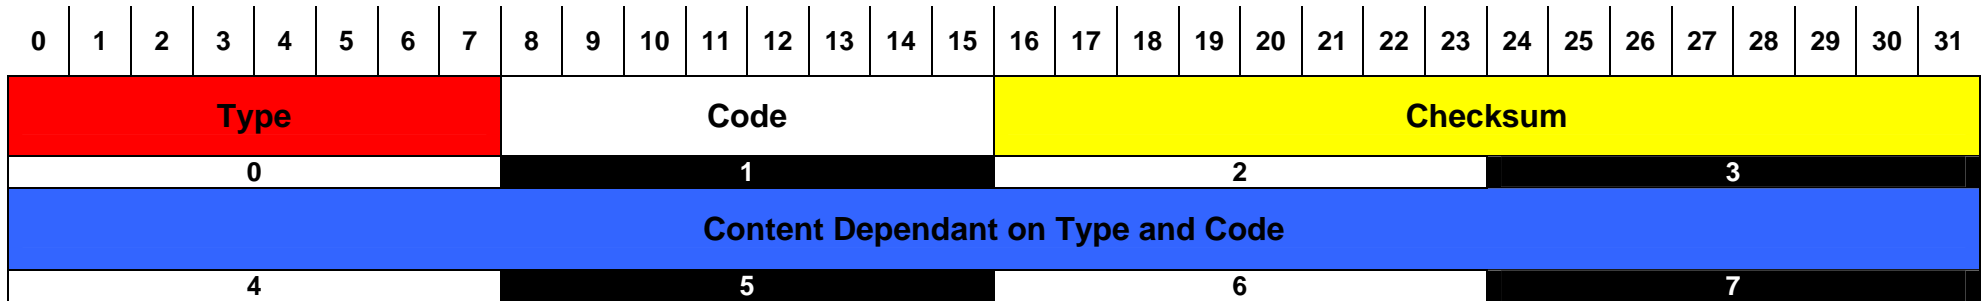 0 1 2 3 4 5 6 7 8 9 10 11 12 13 14 15 16 17 18 19 20 21 22 23 24 25 26 27 28 29 30 31
Type Code Checksum
0 1 2 3
Content Dependant on Type and Code
4 5 6 7